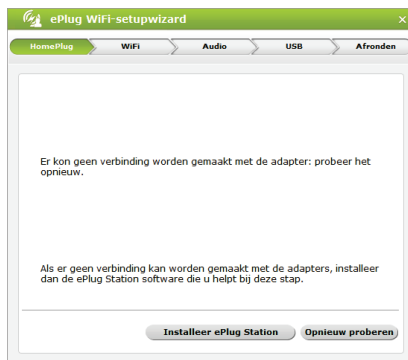 ePlug WiFi-setupwizard ×
HomePlug WiFi Audio USB Afronden
Er kon geen verbinding worden gemaakt met de adapter: probeer het
opnieuw.
Als er geen verbinding kan worden gemaakt met de adapters, installeer
dan de ePlug Station software die u helpt bij deze stap.
Installeer ePlug Station Opnieuw proberen